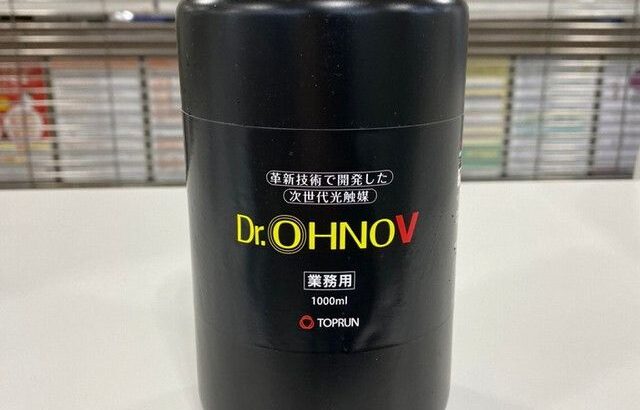 革新技術で開発した
次世代光触媒
Dr.OHNOV
業務用
1000ml
TOPRUN